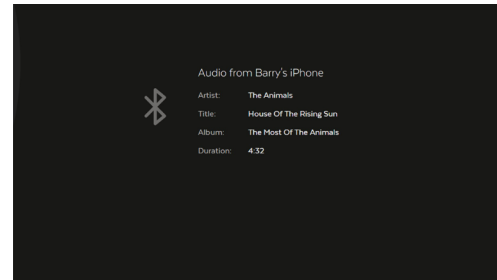 Audio from Barry's iPhone
Artist: The Animals
Title: House Of The Rising Sun
Album: The Most Of The Animals
Duration: 4:32